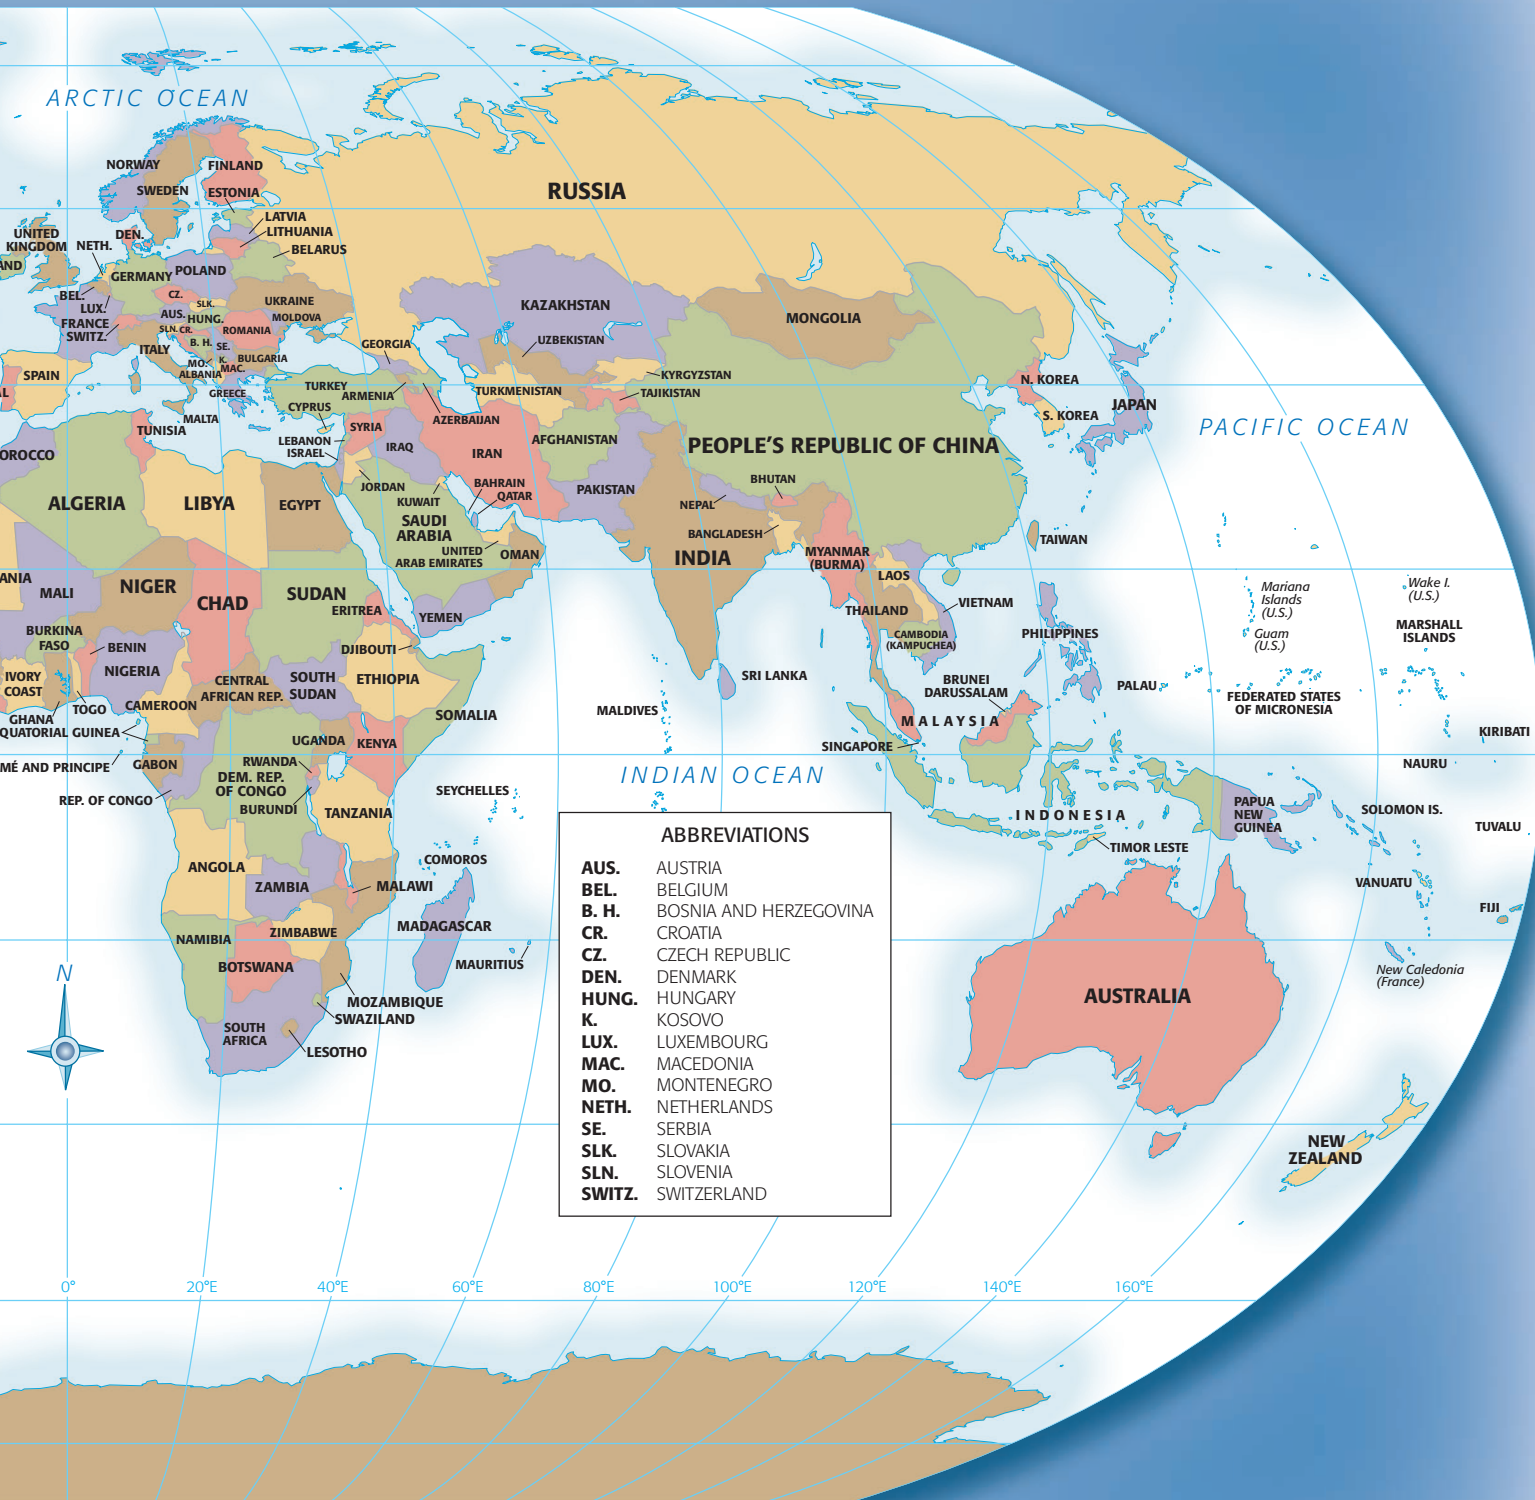 ARCTIC OCEAN
NORWAY
FINLAND
SWEDEN
ESTONIA
RUSSIA
LATVIA
LITHUANIA
BELARUS
UNITED
KINGDOM
DEN.
NETH.
AND
GERMANY
POLAND
BEL.
CZ.
LUX.
SLK.
UKRAINE
FRANCE
AUS.
HUNG.
MOLDOVA
SWITZ.
SLN.
CR.
ROMANIA
ITALY
B. H.
SE.
MO.
K.
BULGARIA
ALBANIA
MAC.
GEORGIA
KAZAKHSTAN
MONGOLIA
UZBEKISTAN
SPAIN
AL
GREECE
TURKEY
ARMENIA
TURKMENISTAN
KYRGYZSTAN
TAJIKISTAN
N. KOREA
S. KOREA
JAPAN
PACIFIC OCEAN
MALTA
CYPRUS
TUNISIA
SYRIA
AZERBAIJAN
LEBANON
ISRAEL
IRAQ
IRAN
AFGHANISTAN
PEOPLE'S REPUBLIC OF CHINA
OROCCO
ALGERIA
LIBYA
EGYPT
JORDAN
KUWAIT
BAHRAIN
QATAR
PAKISTAN
NEPAL
BHUTAN
SAUDI
ARABIA
BANGLADESH
TAIWAN
UNITED
ARAB EMIRATES
OMAN
INDIA
MYANMAR
(BURMA)
LAOS
ANIA
MALI
NIGER
CHAD
SUDAN
ERITREA
YEMEN
THAILAND
VIETNAM
CAMBODIA
(KAMPUCHEA)
PHILIPPINES
Mariana
Islands
(U.S.)
Guam
(U.S.)
Wake I.
(U.S.)
MARSHALL
ISLANDS
BURKINA
FASO
BENIN
NIGERIA
DJIBOUTI
IVORY
COAST
CENTRAL
AFRICAN REP.
SOUTH
SUDAN
ETHIOPIA
SRI LANKA
BRUNEI
DARUSSALAM
PALAU
FEDERATED STATES
OF MICRONESIA
GHANA
TOGO
CAMEROON
SOMALIA
MALDIVES
MALAYSIA
SINGAPORE
KIRIBATI
QUATORIAL GUINEA
UGANDA
KENYA
MÉ AND PRINCIPE
GABON
RWANDA
DEM. REP.
OF CONGO
INDIAN OCEAN
NAURU
REP. OF CONGO
BURUNDI
TANZANIA
SEYCHELLES
INDONESIA
PAPUA
NEW
GUINEA
SOLOMON IS.
TUVALU
TIMOR LESTE
ANGOLA
COMOROS
ZAMBIA
MALAWI
VANUATU
FIJI
MADAGASCAR
NAMIBIA
ZIMBABWE
BOTSWANA
MAURITIUS
New Caledonia
(France)
AUSTRALIA
N
MOZAMBIQUE
SWAZILAND
SOUTH
AFRICA
LESOTHO
NEW
ZEALAND
ABBREVIATIONS
AUS. AUSTRIA
BEL. BELGIUM
B. H. BOSNIA AND HERZEGOVINA
CR. CROATIA
CZ. CZECH REPUBLIC
DEN. DENMARK
HUNG. HUNGARY
K. KOSOVO
LUX. LUXEMBOURG
MAC. MACEDONIA
MO. MONTENEGRO
NETH. NETHERLANDS
SE. SERBIA
SLK. SLOVAKIA
SLN. SLOVENIA
SWITZ. SWITZERLAND
0° 20°E 40°E 60°E 80°E 100°E 120°E 140°E 160°E